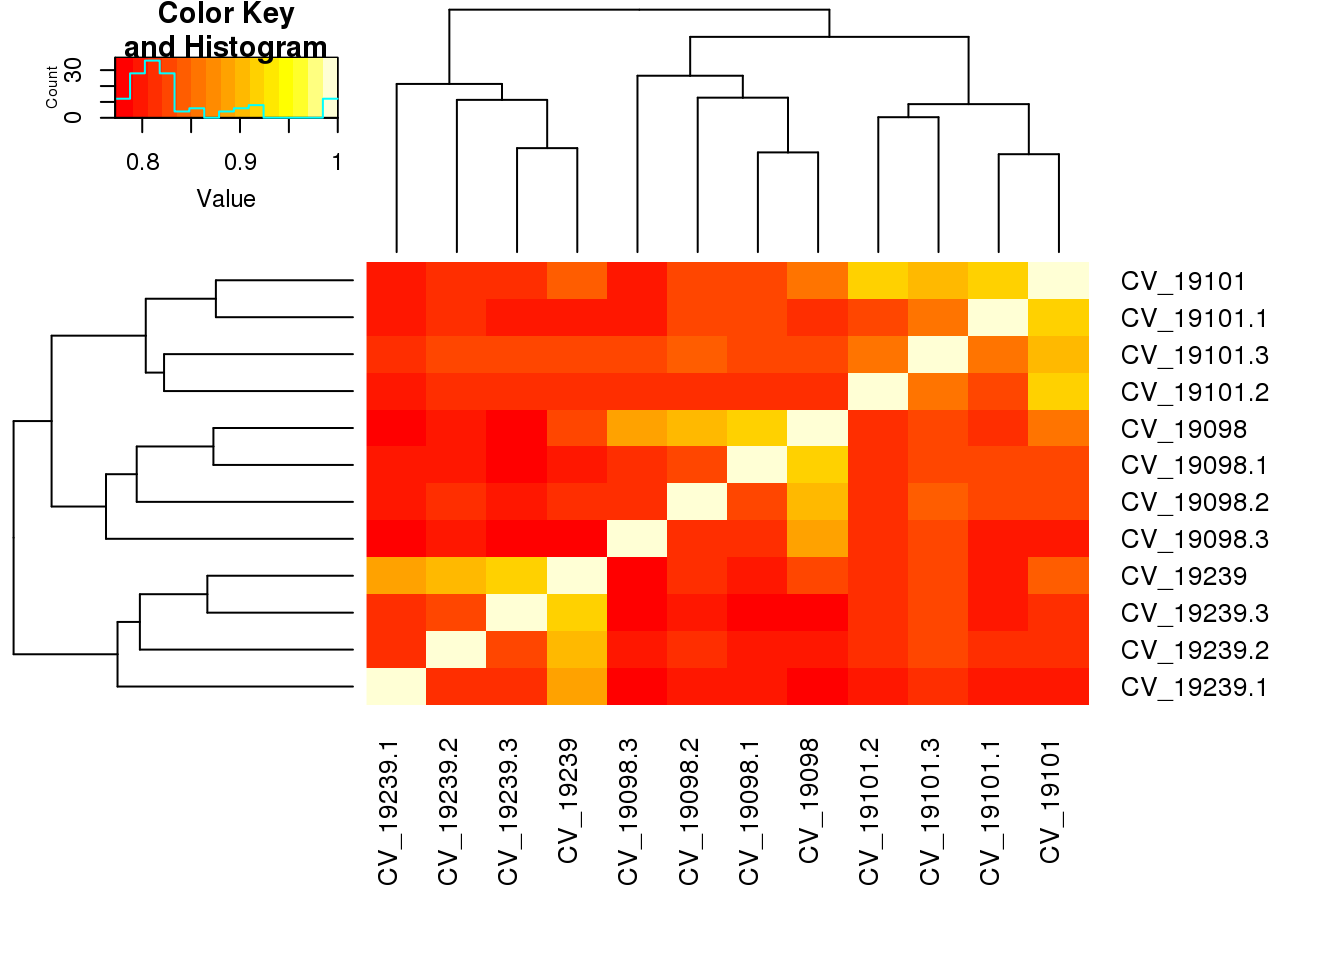 Color Key
and Histogram
Count
0
30
0.8
0.9
1
Value
CV_19101
CV_19101.1
CV_19101.3
CV_19101.2
CV_19098
CV_19098.1
CV_19098.2
CV_19098.3
CV_19239
CV_19239.3
CV_19239.2
CV_19239.1
CV_19239.1
CV_19239.2
CV_19239.3
CV_19239
CV_19098.3
CV_19098.2
CV_19098.1
CV_19098
CV_19101.2
CV_19101.3
CV_19101.1
CV_19101